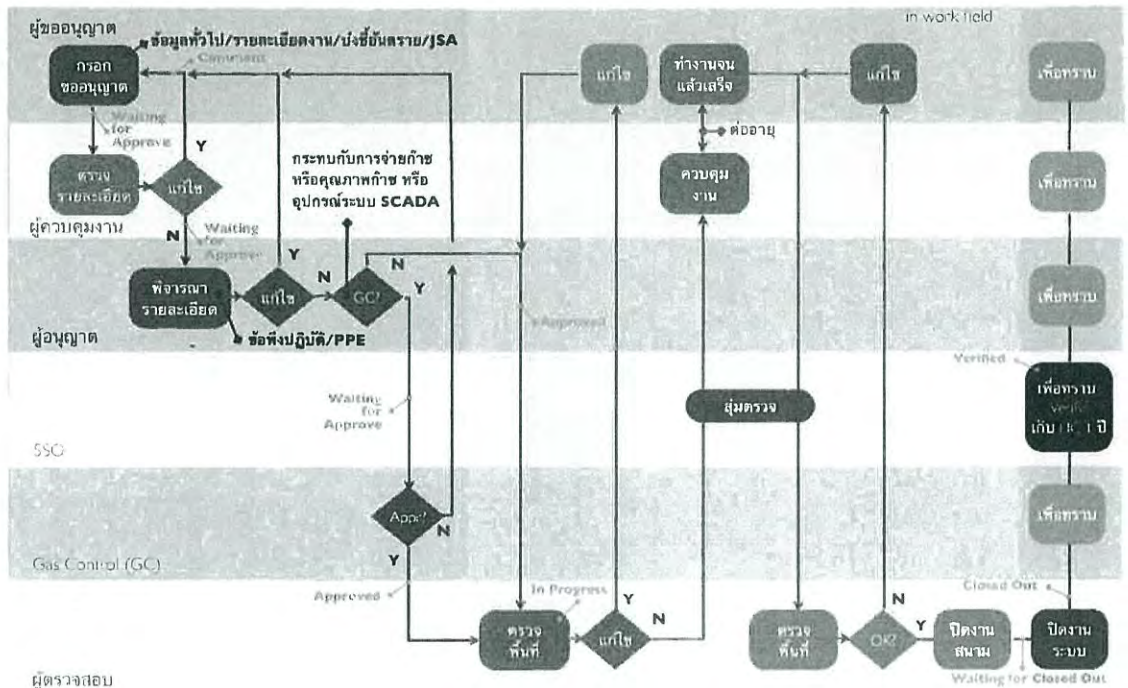 ผู้ขออนุญาต
in work field
ข้อมูลทั่วไป/รายละเอียดงาน/บ่งชี้อันตราย/JSA
Comment
กรอก
ขออนุญาต
แก้ไข
ทำงานจน
แล้วเสร็จ
แก้ไข
เพื่อทราบ
Waiting
for
Approve
Y
ต่ออายุ
กระทบกับการจ่ายก๊าซ
หรือคุณภาพก๊าซ หรือ
อุปกรณ์ระบบ SCADA
ตรวจ
รายละเอียด
แก้ไข
ควบคุม
งาน
เพื่อทราบ
ผู้ควบคุมงาน
N
Waiting
for
Approve
Y
N
N
Y
พิจารณา
รายละเอียด
แก้ไข
GC?
เพื่อทราบ
Approved
ผู้อนุญาต
ข้อพึงปฏิบัติ/PPE
Verified
Waiting
for
Approve
สุ่มตรวจ
เพื่อทราบ
SSO
Appr?
N
เพื่อทราบ
Y
Gas Control (GC)
Approved
In Progress
Y
N
N
Closed Out
ตรวจ
พื้นที่
แก้ไข
ตรวจ
พื้นที่
OK?
Y
ปิดงาน
สนาม
ปิดงาน
ระบบ
Waiting for Closed Out
ผู้ตรวจสอบ